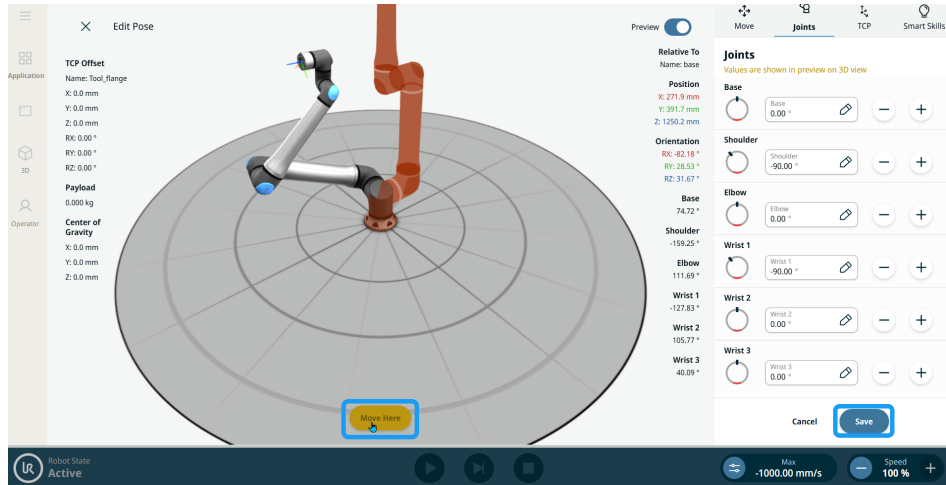 Edit Pose
Preview
Move
Joints
TCP
Smart Skills
Application
3D
Operator
TCP Offset
Name: Tool_flange
X: 0.0 mm
Y: 0.0 mm
Z: 0.0 mm
RX: 0.00 °
RY: 0.00 °
RZ: 0.00 °
Payload
0.000 kg
Center of
Gravity
X: 0.0 mm
Y: 0.0 mm
Z: 0.0 mm
Relative To
Name: base
Position
X: 271.9 mm
Y: 391.7 mm
Z: 1250.2 mm
Orientation
RX: -82.18 °
RY: 28.53 °
RZ: 31.67 °
Base
74.72 °
Shoulder
-159.25 °
Elbow
111.69 °
Wrist 1
-127.83 °
Wrist 2
105.77 °
Wrist 3
40.09 °
Move Here
Joints
Values are shown in preview on 3D view
Base
Base
0.00 °
Shoulder
Shoulder
-90.00 °
Elbow
Elbow
0.00 °
Wrist 1
Wrist 1
-90.00 °
Wrist 2
Wrist 2
0.00 °
Wrist 3
Wrist 3
0.00 °
Cancel
Save
UR
Robot State
Active
Max
-1000.00 mm/s
Speed
100 %